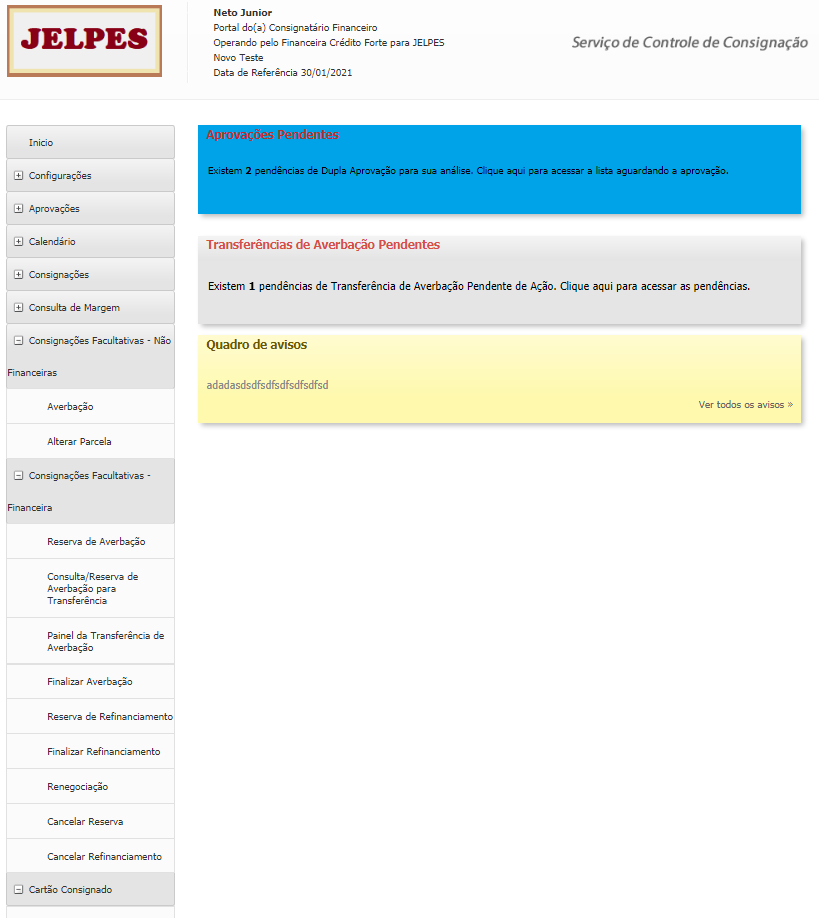 JELPES
Neto Junior
Portal do(a) Consignatário Financeiro
Operando pelo Financeira Crédito Forte para JELPES
Novo Teste
Data de Referência 30/01/2021
Serviço de Controle de Consignação
Inicio
Configurações
Aprovações
Calendário
Consignações
Consulta de Margem
Consignações Facultativas - Não
Financeiras
Averbação
Alterar Parcela
Consignações Facultativas -
Financeira
Reserva de Averbação
Consulta/Reserva de
Averbação para
Transferência
Painel da Transferência de
Averbação
Finalizar Averbação
Reserva de Refinanciamento
Finalizar Refinanciamento
Renegociação
Cancelar Reserva
Cancelar Refinanciamento
Cartão Consignado
Aprovações Pendentes
Existem 2 pendências de Dupla Aprovação para sua análise. Clique aqui para acessar a lista aguardando a aprovação.
Transferências de Averbação Pendentes
Existem 1 pendências de Transferência de Averbação Pendente de Ação. Clique aqui para acessar as pendências.
Quadro de avisos
adadasdsdfsdfsdfsdfsdfsd
Ver todos os avisos »